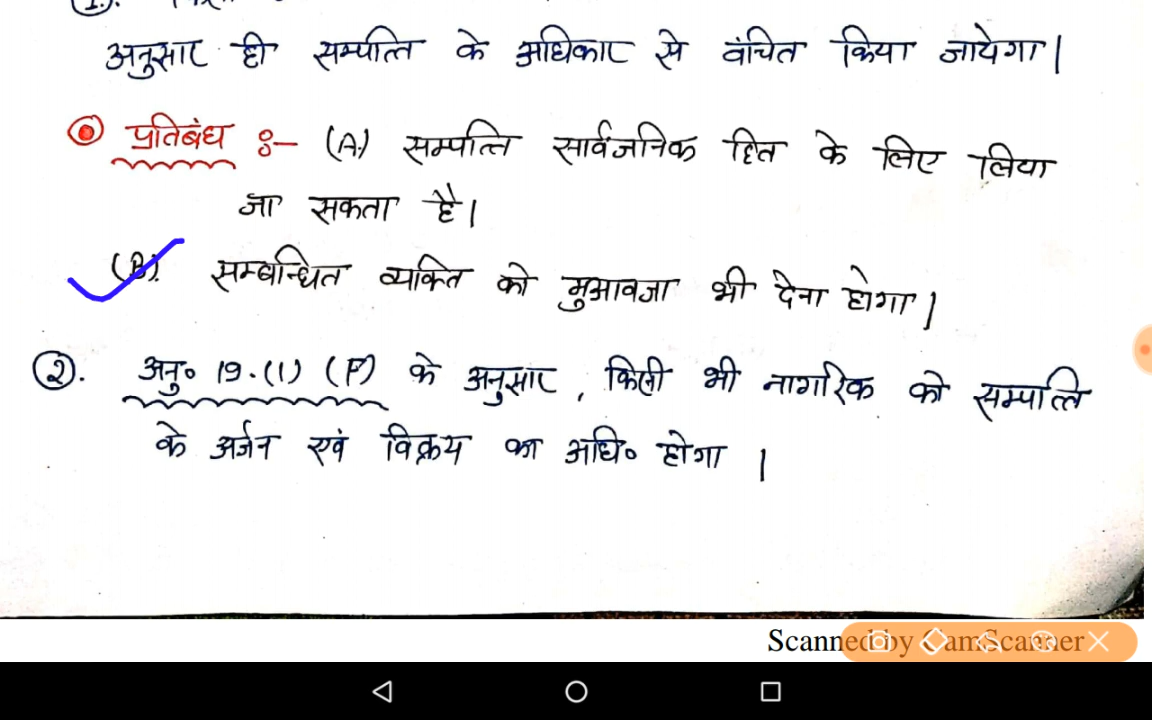 (1).
अनुसार ही सम्पत्ति के अधिकार से वंचित किया जायेगा।
प्रतिबंध :- (A) सम्पत्ति सार्वजनिक हित के लिए लिया
जा सकता है।
(B). सम्बन्धित व्यक्ति को मुआवजा भी देना होगा।
(2). अनु० 19.(1) (F) के अनुसार, किसी भी नागरिक को सम्पत्ति
के अर्जन एवं विक्रय का अधि० होगा ।
Scanned by CamScanner